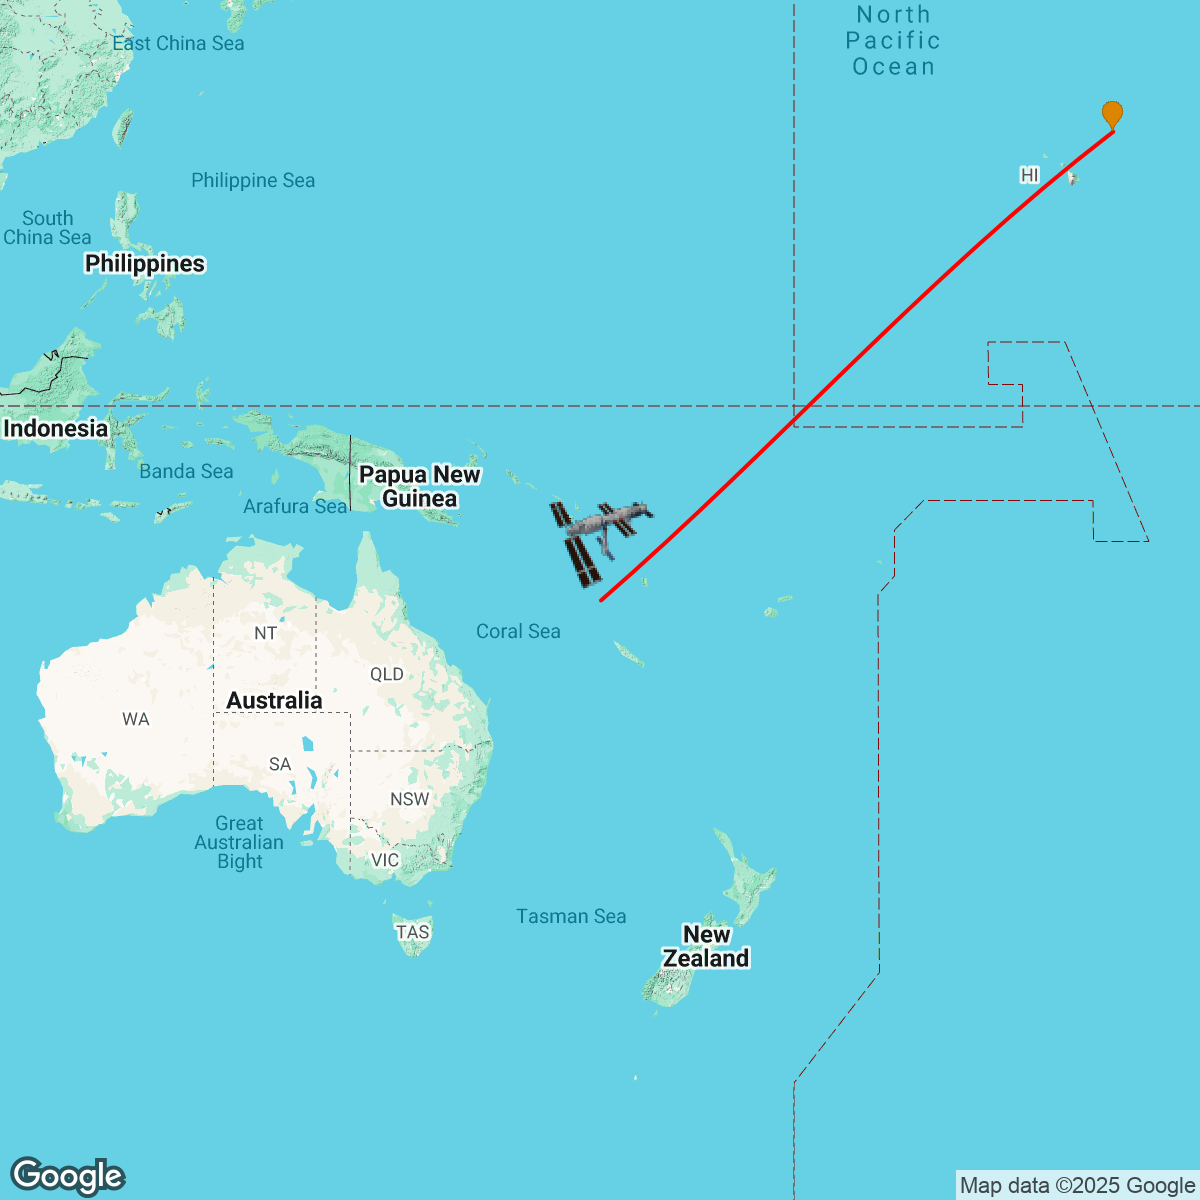 North
Pacific
Ocean
East China Sea
HI
Philippine Sea
South
China Sea
Philippines
Indonesia
Banda Sea
Papua New
Guinea
Arafura Sea
Coral Sea
NT
QLD
Australia
WA
SA
NSW
Great
Australian
Bight
VIC
TAS
Tasman Sea
New
Zealand
Google
Map data ©2025 Google